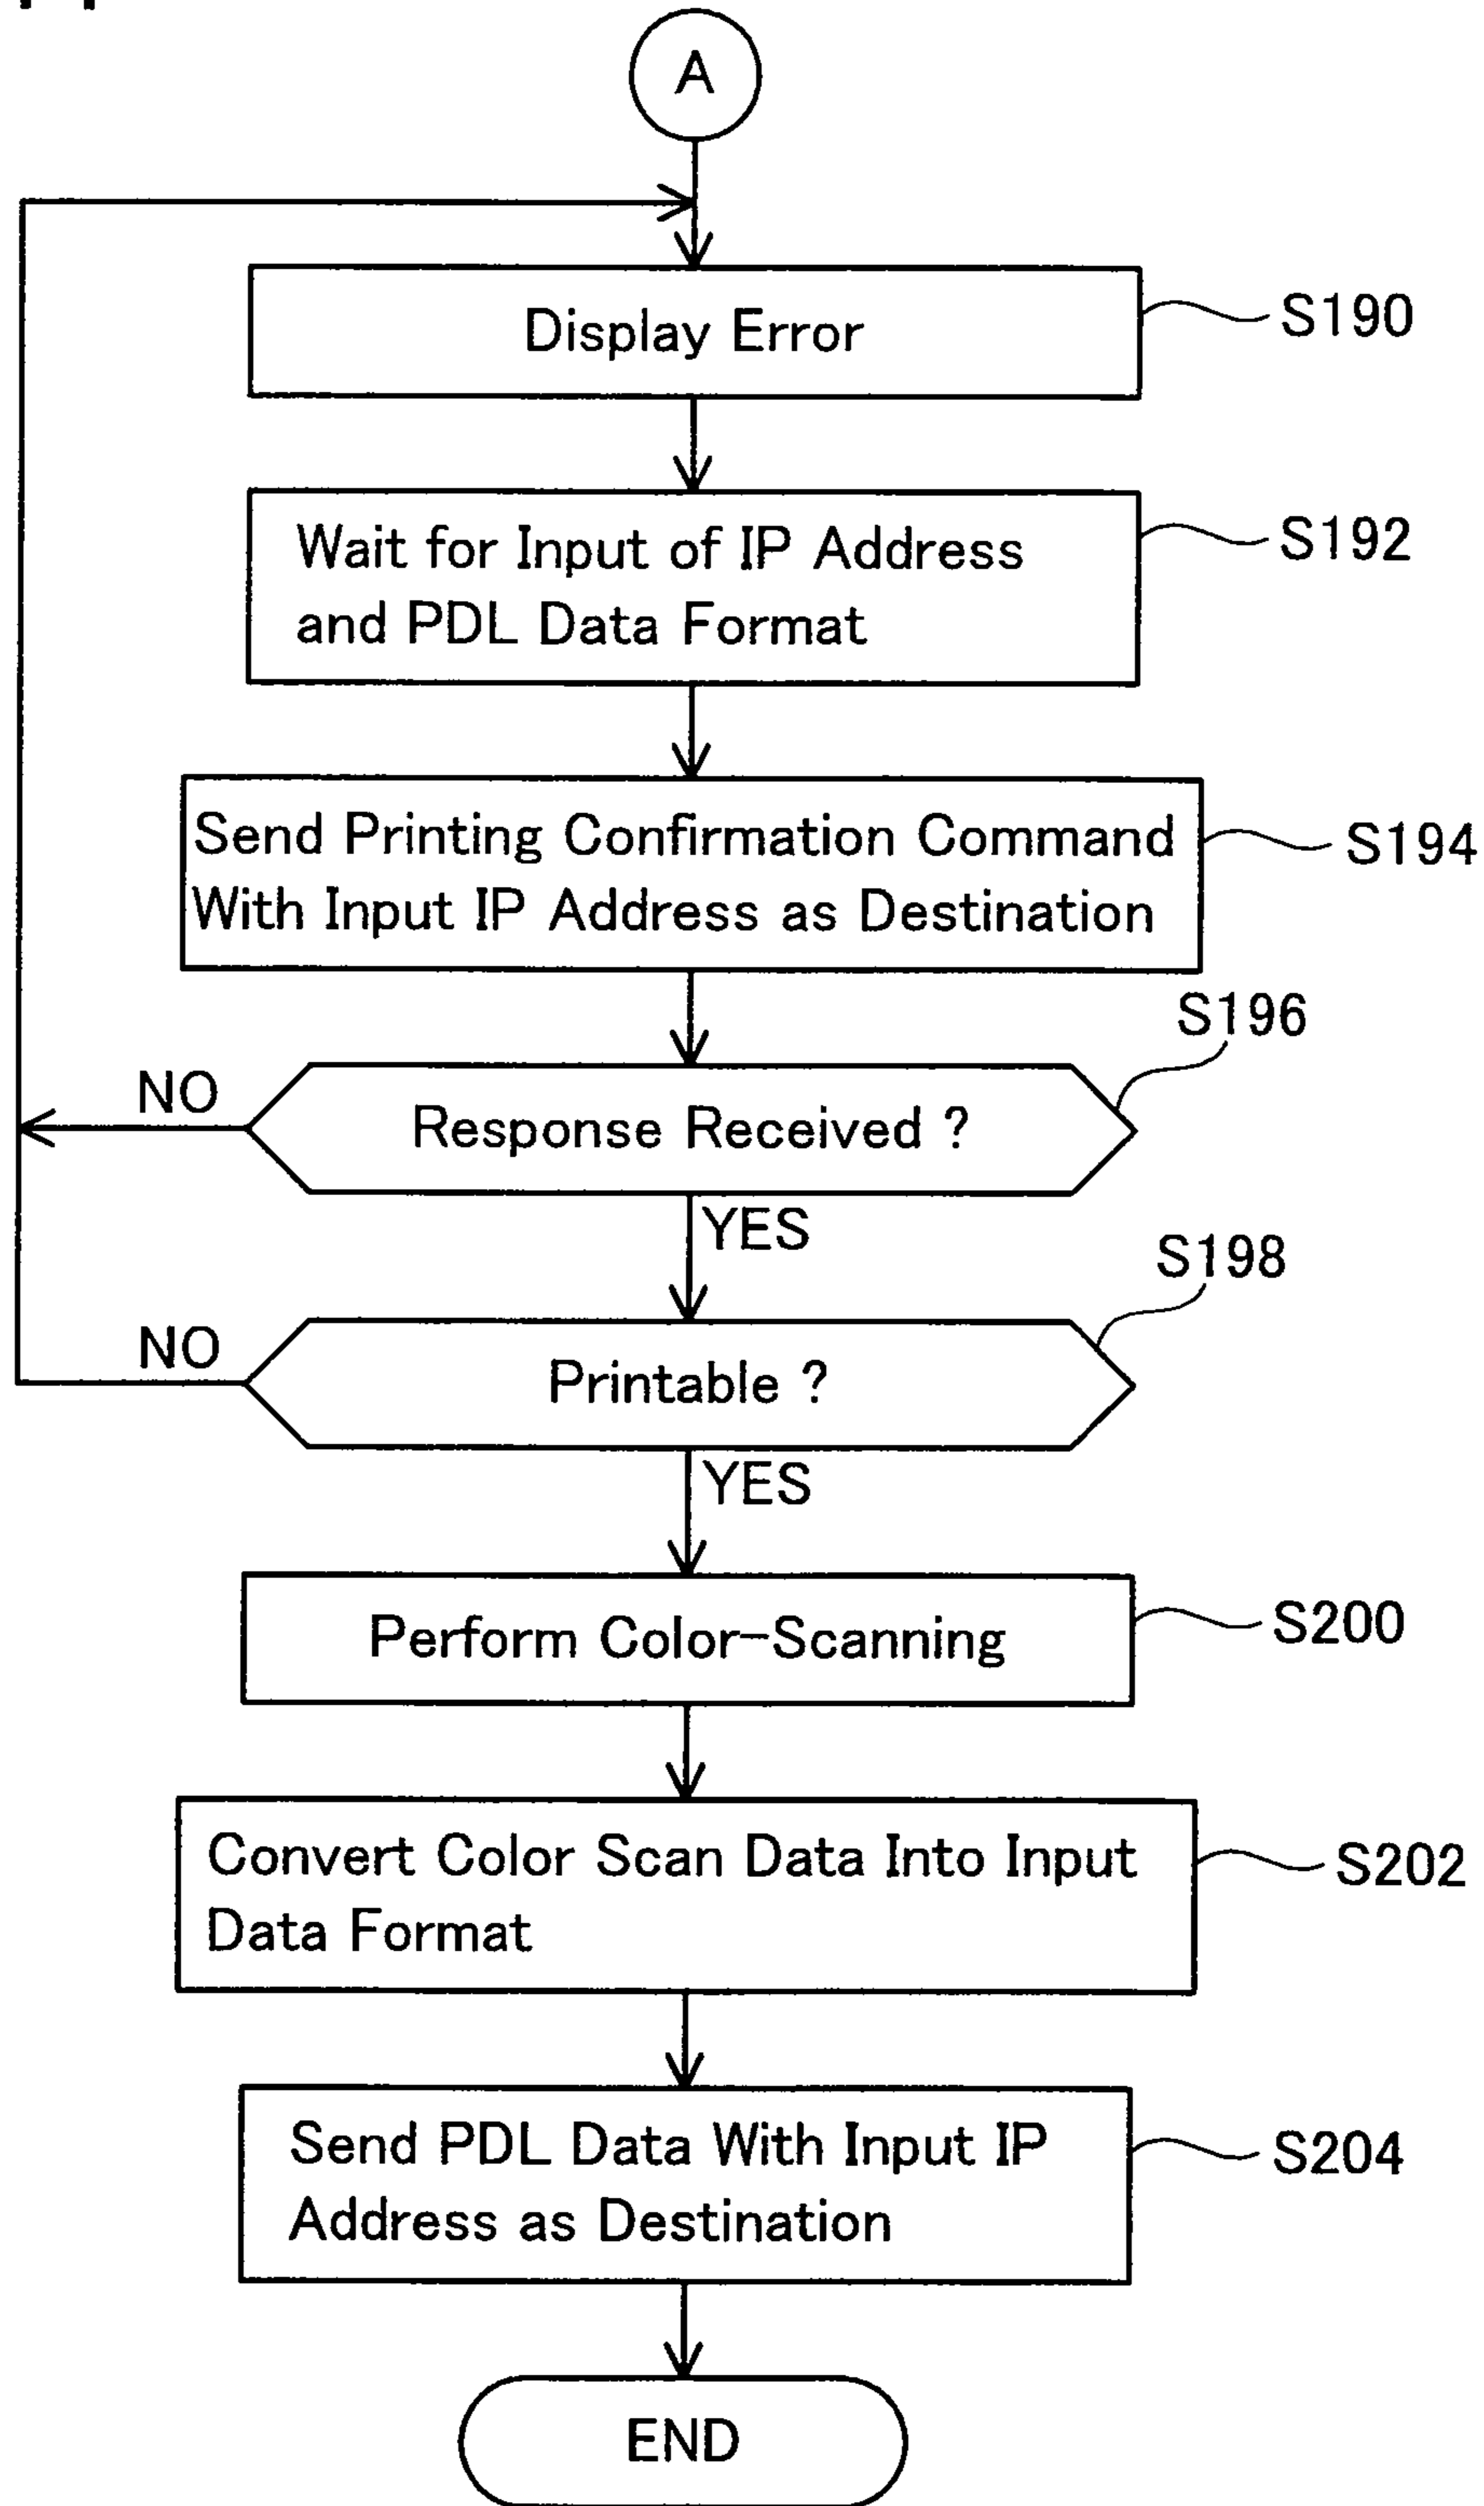 A
Display Error
S190
Wait for Input of IP Address
and PDL Data Format
S192
Send Printing Confirmation Command
With Input IP Address as Destination
S194
S196
NO
Response Received ?
YES
S198
NO
Printable ?
YES
Perform Color-Scanning
S200
Convert Color Scan Data Into Input
Data Format
S202
Send PDL Data With Input IP
Address as Destination
S204
END